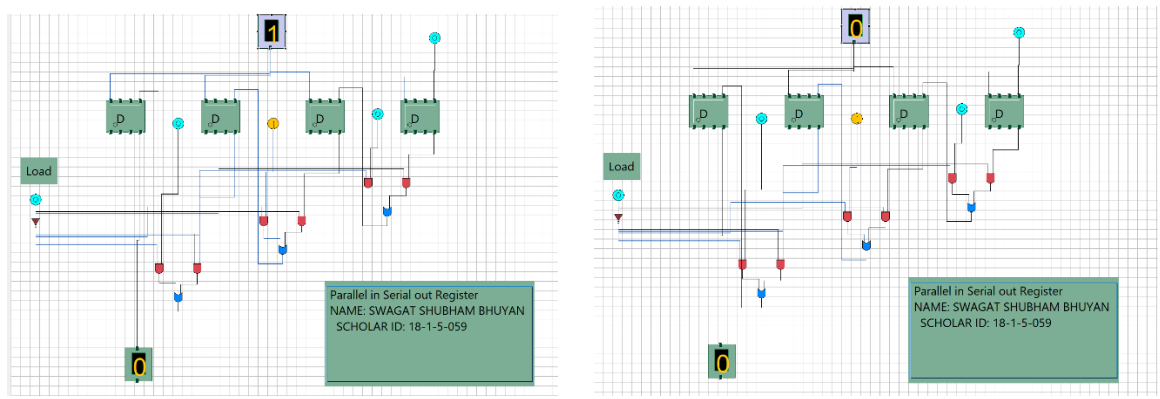 1
D
D
D
D
Load
Parallel in Serial out Register
NAME: SWAGAT SHUBHAM BHUYAN
SCHOLAR ID: 18-1-5-059
0
0
D
D
D
D
Load
Parallel in Serial out Register
NAME: SWAGAT SHUBHAM BHUYAN
SCHOLAR ID: 18-1-5-059
0